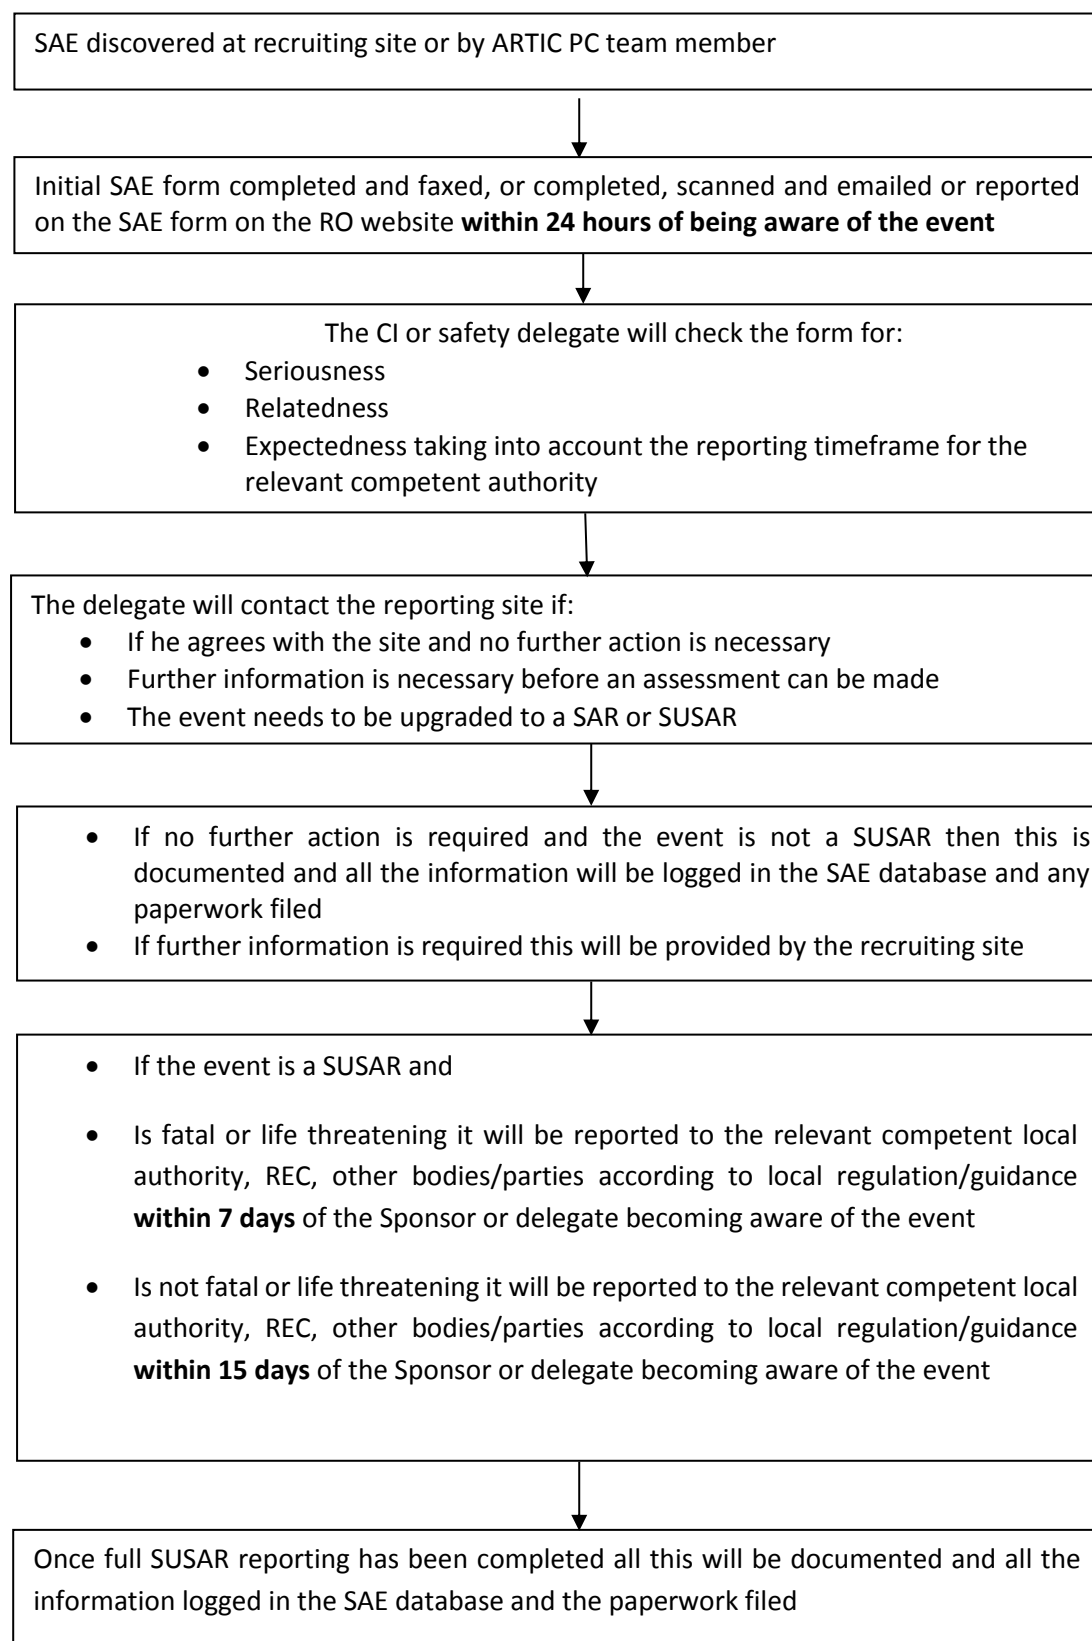 SAE discovered at recruiting site or by ARTIC PC team member
Initial SAE form completed and faxed, or completed, scanned and emailed or reported
on the SAE form on the RO website within 24 hours of being aware of the event
The CI or safety delegate will check the form for:
• Seriousness
• Relatedness
• Expectedness taking into account the reporting timeframe for the
relevant competent authority
The delegate will contact the reporting site if:
• If he agrees with the site and no further action is necessary
• Further information is necessary before an assessment can be made
• The event needs to be upgraded to a SAR or SUSAR
• If no further action is required and the event is not a SUSAR then this is
documented and all the information will be logged in the SAE database and any
paperwork filed
• If further information is required this will be provided by the recruiting site
• If the event is a SUSAR and
• Is fatal or life threatening it will be reported to the relevant competent local
authority, REC, other bodies/parties according to local regulation/guidance
within 7 days of the Sponsor or delegate becoming aware of the event
• Is not fatal or life threatening it will be reported to the relevant competent local
authority, REC, other bodies/parties according to local regulation/guidance
within 15 days of the Sponsor or delegate becoming aware of the event
Once full SUSAR reporting has been completed all this will be documented and all the
information logged in the SAE database and the paperwork filed